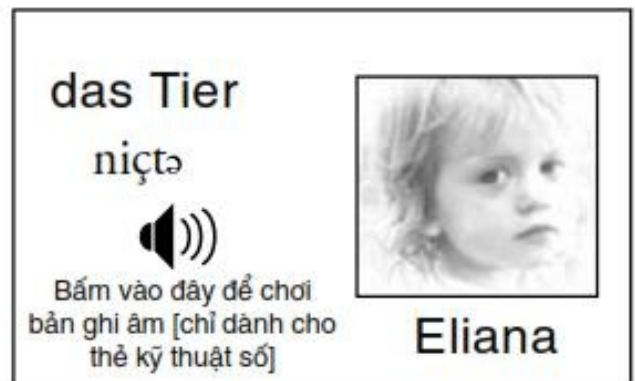 das Tier
niçtə
Bấm vào đây để chơi
bản ghi âm [chỉ dành cho
thẻ kỹ thuật số]
Eliana